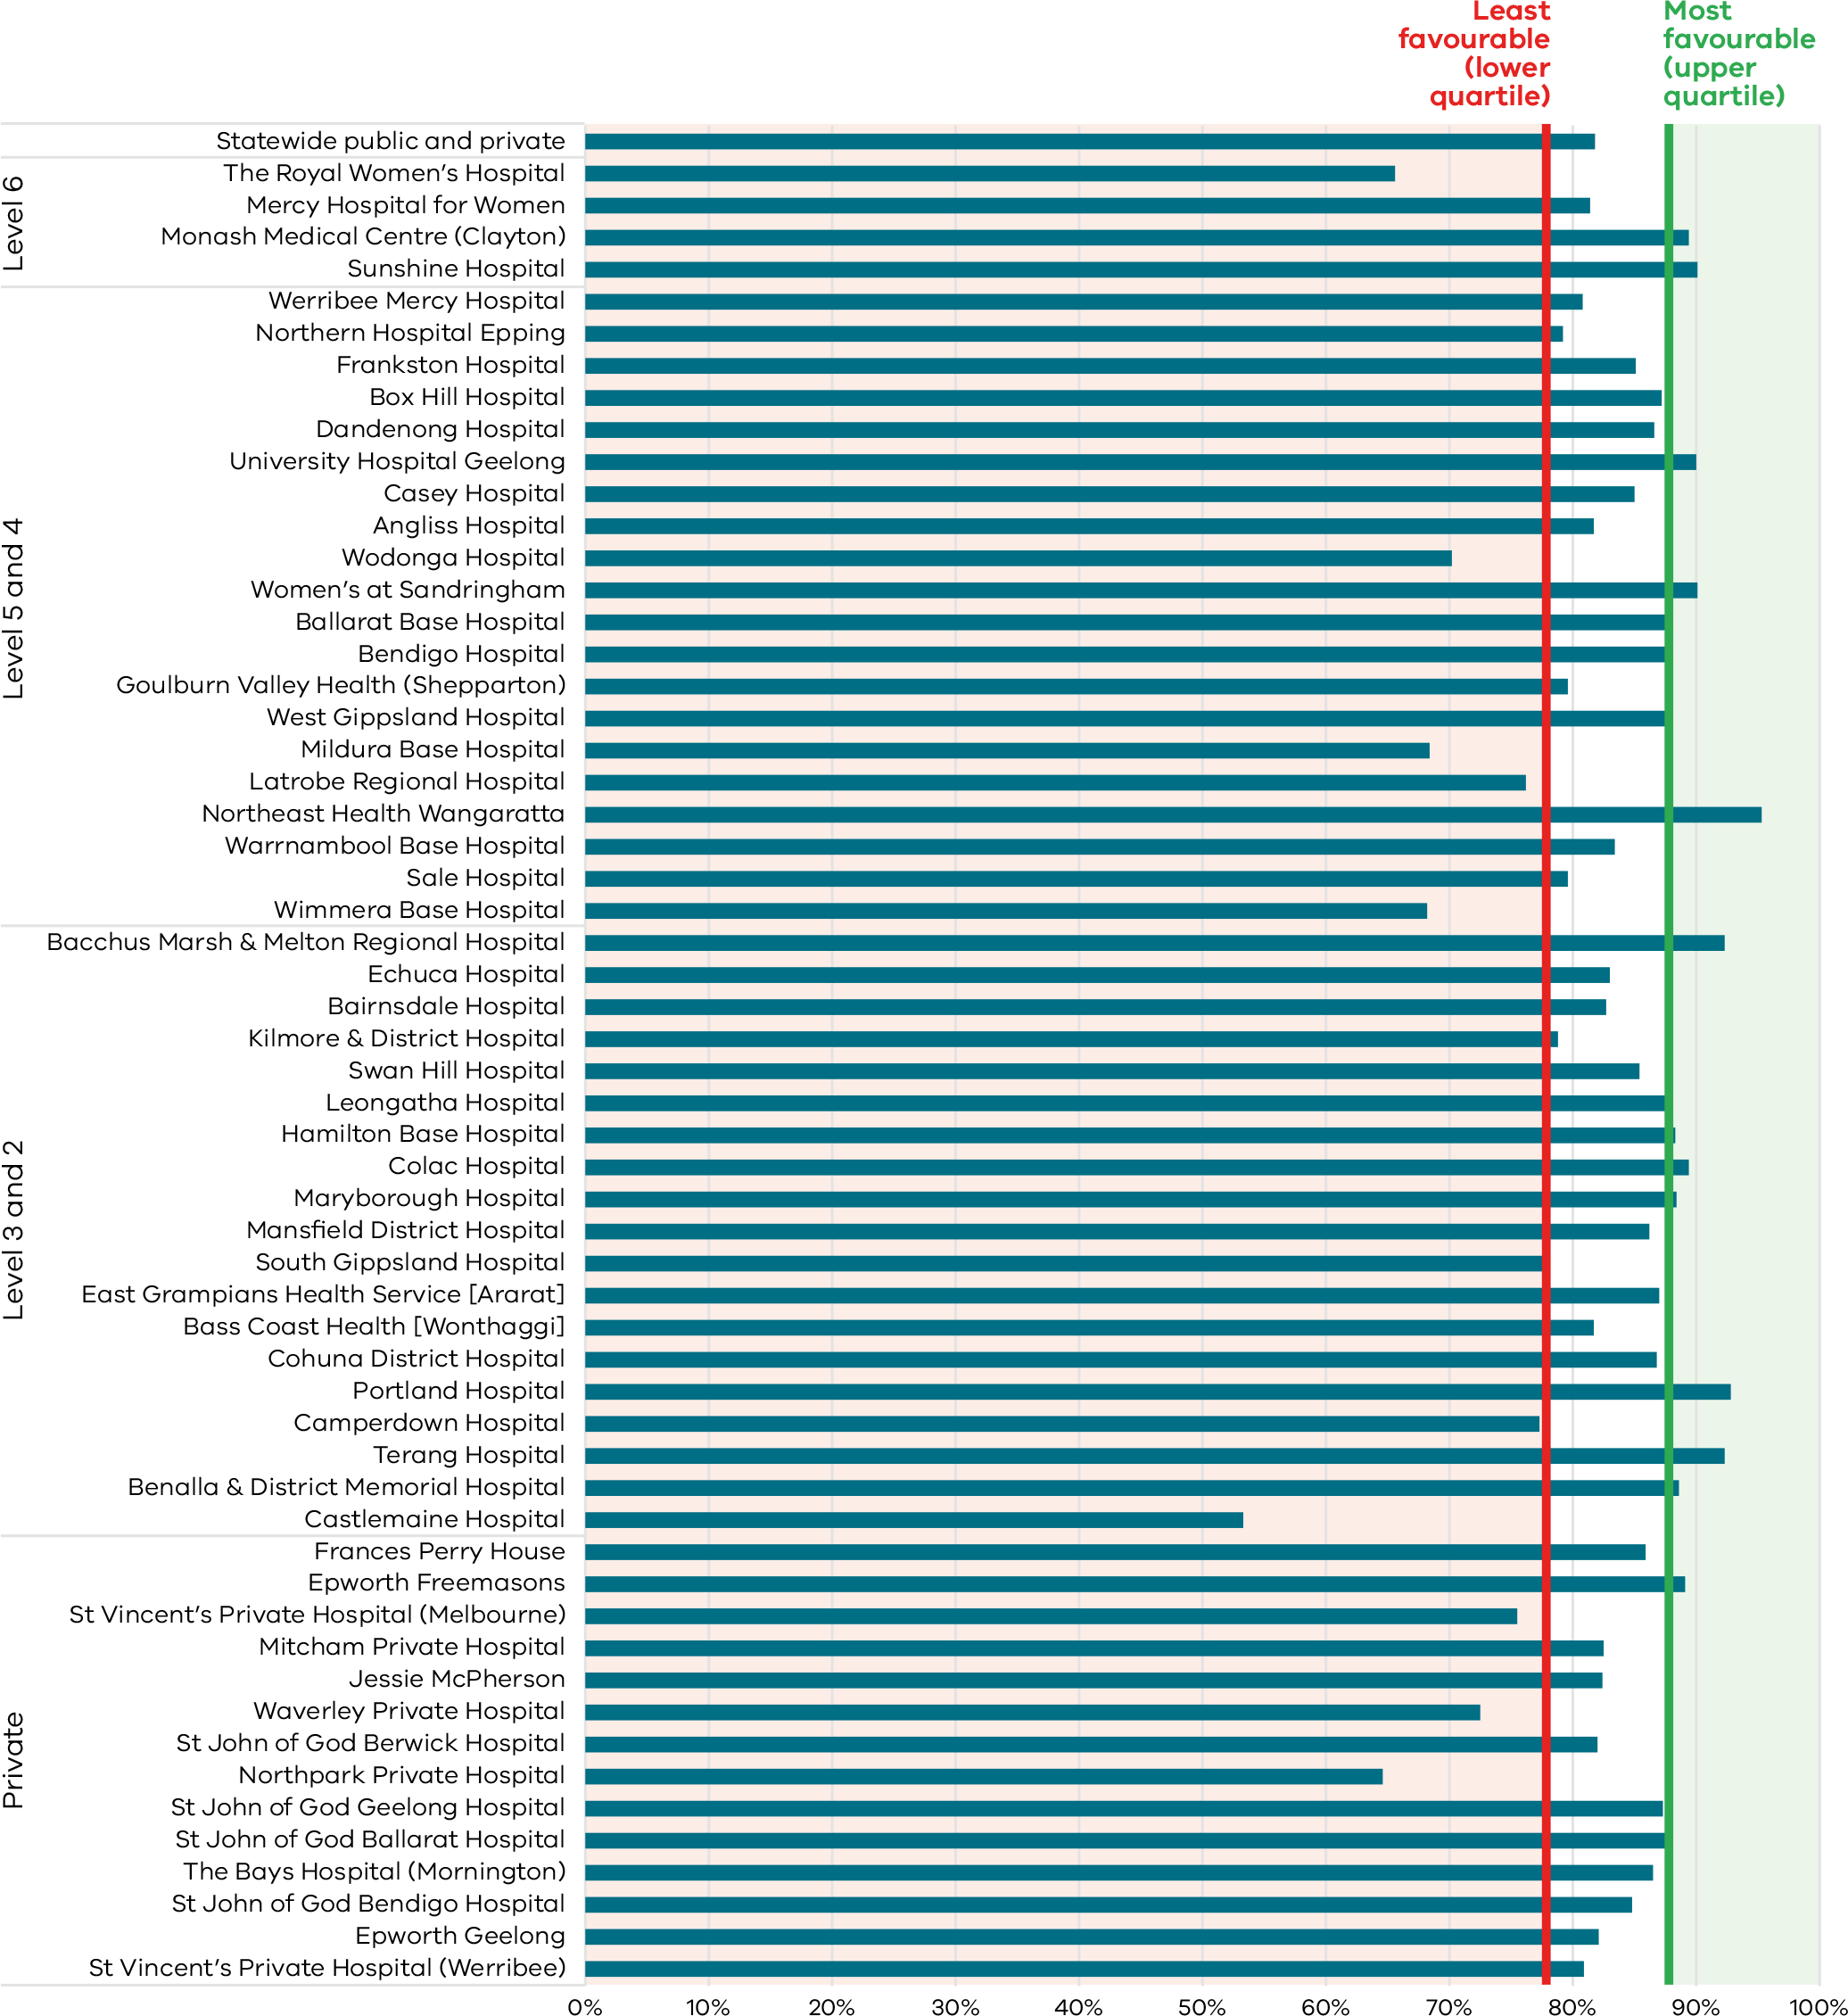 Least
favourable
(lower
quartile)
Most
favourable
(upper
quartile)
Statewide public and private
Level 6
The Royal Women’s Hospital
Mercy Hospital for Women
Monash Medical Centre (Clayton)
Sunshine Hospital
Level 5 and 4
Werribee Mercy Hospital
Northern Hospital Epping
Frankston Hospital
Box Hill Hospital
Dandenong Hospital
University Hospital Geelong
Casey Hospital
Angliss Hospital
Wodonga Hospital
Women’s at Sandringham
Ballarat Base Hospital
Bendigo Hospital
Goulburn Valley Health (Shepparton)
West Gippsland Hospital
Mildura Base Hospital
Latrobe Regional Hospital
Northeast Health Wangaratta
Warrnambool Base Hospital
Sale Hospital
Wimmera Base Hospital
Level 3 and 2
Bacchus Marsh & Melton Regional Hospital
Echuca Hospital
Bairnsdale Hospital
Kilmore & District Hospital
Swan Hill Hospital
Leongatha Hospital
Hamilton Base Hospital
Colac Hospital
Maryborough Hospital
Mansfield District Hospital
South Gippsland Hospital
East Grampians Health Service [Ararat]
Bass Coast Health [Wonthaggi]
Cohuna District Hospital
Portland Hospital
Camperdown Hospital
Terang Hospital
Benalla & District Memorial Hospital
Castlemaine Hospital
Private
Frances Perry House
Epworth Freemasons
St Vincent’s Private Hospital (Melbourne)
Mitcham Private Hospital
Jessie McPherson
Waverley Private Hospital
St John of God Berwick Hospital
Northpark Private Hospital
St John of God Geelong Hospital
St John of God Ballarat Hospital
The Bays Hospital (Mornington)
St John of God Bendigo Hospital
Epworth Geelong
St Vincent’s Private Hospital (Werribee)
0% 10% 20% 30% 40% 50% 60% 70% 80% 90% 100%